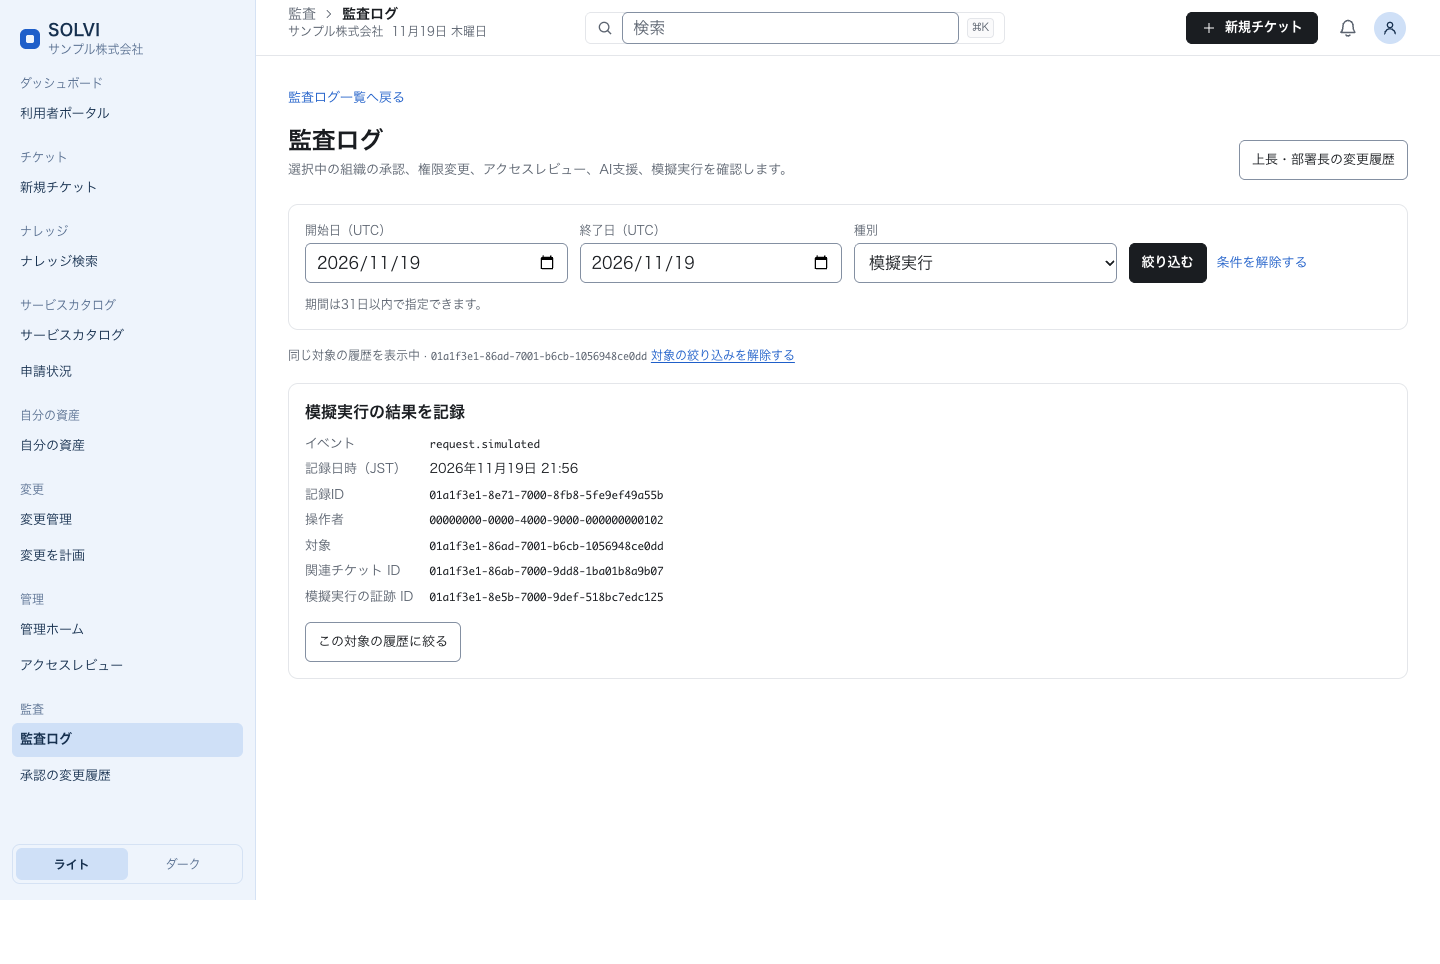 SOLVI
サンプル株式会社
ダッシュボード
利用者ポータル
チケット
新規チケット
ナレッジ
ナレッジ検索
サービスカタログ
サービスカタログ
申請状況
自分の資産
自分の資産
変更
変更管理
変更を計画
管理
管理ホーム
アクセスレビュー
監査
監査ログ
承認の変更履歴
ライト
ダーク
監査 > 監査ログ
サンプル株式会社 11月19日 木曜日
検索
⌘K
+ 新規チケット
監査ログ一覧へ戻る
監査ログ
選択中の組織の承認、権限変更、アクセスレビュー、AI支援、模擬実行を確認します。
上長・部署長の変更履歴
開始日（UTC）
2026/11/19
終了日（UTC）
2026/11/19
種別
模擬実行
絞り込む
条件を解除する
期間は31日以内で指定できます。
同じ対象の履歴を表示中 · 01a1f3e1-86ad-7001-b6cb-1056948ce0dd 対象の絞り込みを解除する
模擬実行の結果を記録
イベント request.simulated
記録日時（JST） 2026年11月19日 21:56
記録ID 01a1f3e1-8e71-7000-8fb8-5fe9ef49a55b
操作者 00000000-0000-4000-9000-000000000102
対象 01a1f3e1-86ad-7001-b6cb-1056948ce0dd
関連チケット ID 01a1f3e1-86ab-7000-9dd8-1ba01b8a9b07
模擬実行の証跡 ID 01a1f3e1-8e5b-7000-9def-518bc7edc125
この対象の履歴に絞る